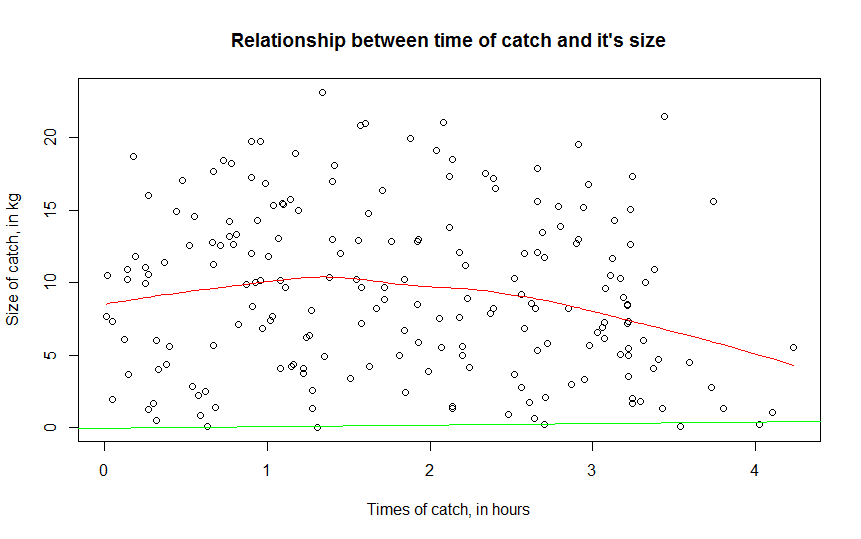 Relationship between time of catch and it's size
Size of catch, in kg
20
15
10
5
0
0 1 2 3 4
Times of catch, in hours